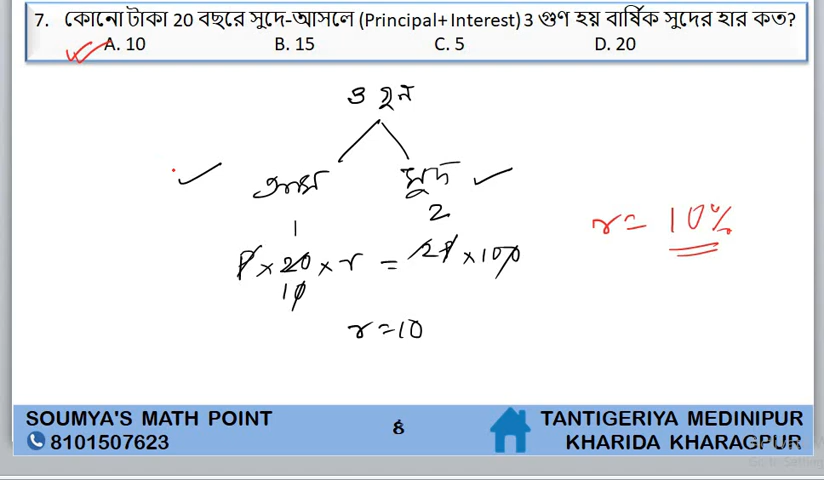 7. কোনো টাকা 20 বছরে সুদে-আসলে (Principal+ Interest) 3 গুণ হয় বার্ষিক সুদের হার কত?
A. 10 B. 15 C. 5 D. 20
৩ গুন
আসল সুদ
1 2
P × 20 × r = 2P × 100
10
r = 10
r = 10%
SOUMYA'S MATH POINT
8101507623
8
TANTIGERIYA MEDINIPUR
KHARIDA KHARAGPUR